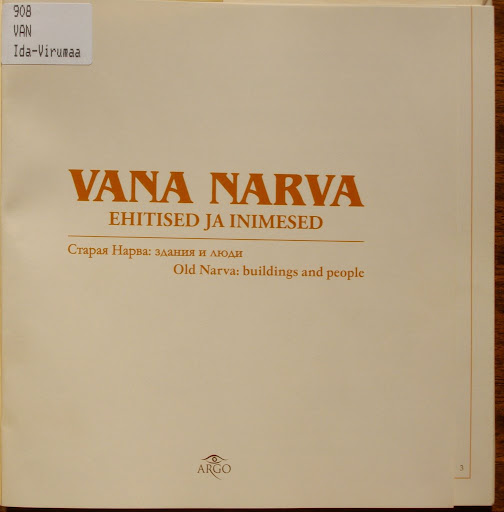 908
VAN
Ida-Virumaa
VANA NARVA
EHITISED JA INIMESED
Старая Нарва: здания и люди
Old Narva: buildings and people
ARGO
3